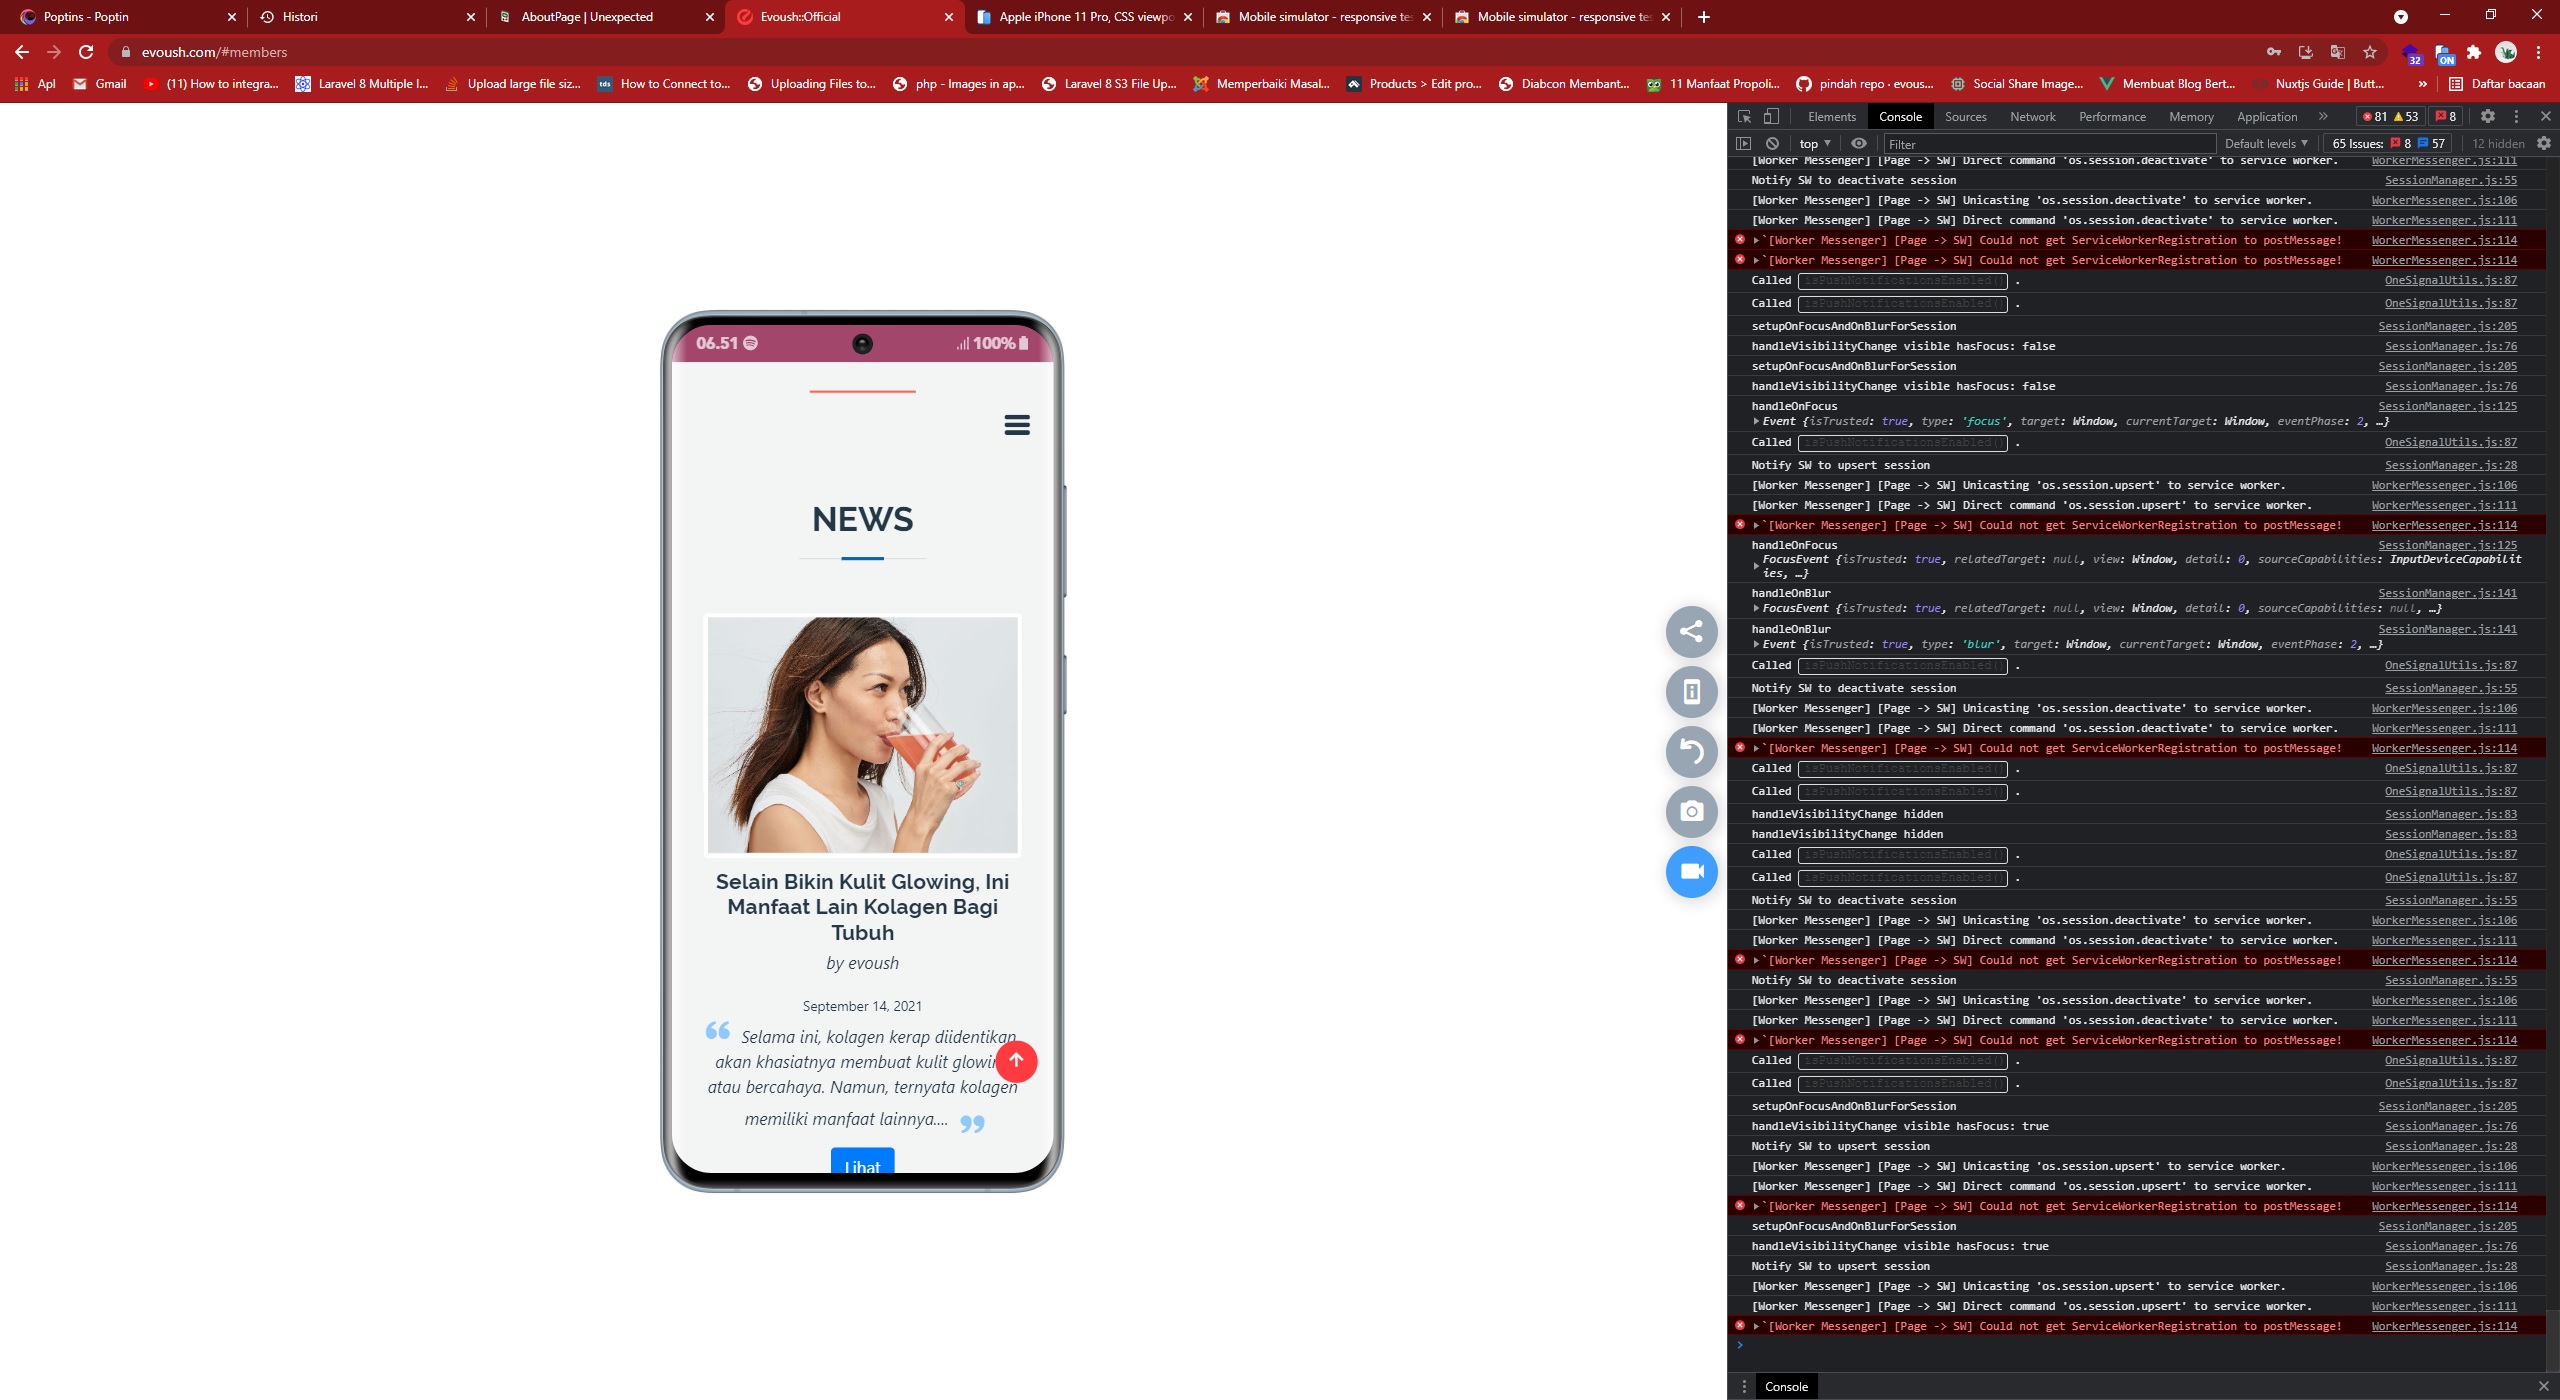 Poptins - Poptin
Histori
AboutPage | Unexpected
Evoush::Official
Apple iPhone 11 Pro, CSS viewpo
Mobile simulator - responsive tes
Mobile simulator - responsive tes
evoush.com/#members
32
ON
Apl
Gmail
(11) How to integra...
Laravel 8 Multiple I...
Upload large file siz...
tds
How to Connect to...
Uploading Files to...
php - Images in ap...
Laravel 8 S3 File Up...
Memperbaiki Masal...
Products > Edit pro...
Diabcon Membant...
11 Manfaat Propoli...
pindah repo · evous...
Social Share Image...
Membuat Blog Bert...
Nuxtjs Guide | Butt...
»
Daftar bacaan
06.51
100%
NEWS
Selain Bikin Kulit Glowing, Ini
Manfaat Lain Kolagen Bagi
Tubuh
by evoush
September 14, 2021
“ Selama ini, kolagen kerap diidentikan
akan khasiatnya membuat kulit glowin
atau bercahaya. Namun, ternyata kolagen
memiliki manfaat lainnya.... ”
Lihat
Elements Console Sources Network Performance Memory Application » 81 53 8
top Filter Default levels 65 Issues: 8 57 12 hidden
[Worker Messenger] [Page -> SW] Direct command 'os.session.deactivate' to service worker. WorkerMessenger.js:111
Notify SW to deactivate session SessionManager.js:55
[Worker Messenger] [Page -> SW] Unicasting 'os.session.deactivate' to service worker. WorkerMessenger.js:106
[Worker Messenger] [Page -> SW] Direct command 'os.session.deactivate' to service worker. WorkerMessenger.js:111
`[Worker Messenger] [Page -> SW] Could not get ServiceWorkerRegistration to postMessage! WorkerMessenger.js:114
`[Worker Messenger] [Page -> SW] Could not get ServiceWorkerRegistration to postMessage! WorkerMessenger.js:114
Called isPushNotificationsEnabled() . OneSignalUtils.js:87
Called isPushNotificationsEnabled() . OneSignalUtils.js:87
setupOnFocusAndOnBlurForSession SessionManager.js:205
handleVisibilityChange visible hasFocus: false SessionManager.js:76
setupOnFocusAndOnBlurForSession SessionManager.js:205
handleVisibilityChange visible hasFocus: false SessionManager.js:76
handleOnFocus SessionManager.js:125
Event {isTrusted: true, type: 'focus', target: Window, currentTarget: Window, eventPhase: 2, …}
Called isPushNotificationsEnabled() . OneSignalUtils.js:87
Notify SW to upsert session SessionManager.js:28
[Worker Messenger] [Page -> SW] Unicasting 'os.session.upsert' to service worker. WorkerMessenger.js:106
[Worker Messenger] [Page -> SW] Direct command 'os.session.upsert' to service worker. WorkerMessenger.js:111
`[Worker Messenger] [Page -> SW] Could not get ServiceWorkerRegistration to postMessage! WorkerMessenger.js:114
handleOnFocus SessionManager.js:125
FocusEvent {isTrusted: true, relatedTarget: null, view: Window, detail: 0, sourceCapabilities: InputDeviceCapabilit
ies, …}
handleOnBlur SessionManager.js:141
FocusEvent {isTrusted: true, relatedTarget: null, view: Window, detail: 0, sourceCapabilities: null, …}
handleOnBlur SessionManager.js:141
Event {isTrusted: true, type: 'blur', target: Window, currentTarget: Window, eventPhase: 2, …}
Called isPushNotificationsEnabled() . OneSignalUtils.js:87
Notify SW to deactivate session SessionManager.js:55
[Worker Messenger] [Page -> SW] Unicasting 'os.session.deactivate' to service worker. WorkerMessenger.js:106
[Worker Messenger] [Page -> SW] Direct command 'os.session.deactivate' to service worker. WorkerMessenger.js:111
`[Worker Messenger] [Page -> SW] Could not get ServiceWorkerRegistration to postMessage! WorkerMessenger.js:114
Called isPushNotificationsEnabled() . OneSignalUtils.js:87
Called isPushNotificationsEnabled() . OneSignalUtils.js:87
handleVisibilityChange hidden SessionManager.js:83
handleVisibilityChange hidden SessionManager.js:83
Called isPushNotificationsEnabled() . OneSignalUtils.js:87
Called isPushNotificationsEnabled() . OneSignalUtils.js:87
Notify SW to deactivate session SessionManager.js:55
[Worker Messenger] [Page -> SW] Unicasting 'os.session.deactivate' to service worker. WorkerMessenger.js:106
[Worker Messenger] [Page -> SW] Direct command 'os.session.deactivate' to service worker. WorkerMessenger.js:111
`[Worker Messenger] [Page -> SW] Could not get ServiceWorkerRegistration to postMessage! WorkerMessenger.js:114
Notify SW to deactivate session SessionManager.js:55
[Worker Messenger] [Page -> SW] Unicasting 'os.session.deactivate' to service worker. WorkerMessenger.js:106
[Worker Messenger] [Page -> SW] Direct command 'os.session.deactivate' to service worker. WorkerMessenger.js:111
`[Worker Messenger] [Page -> SW] Could not get ServiceWorkerRegistration to postMessage! WorkerMessenger.js:114
Called isPushNotificationsEnabled() . OneSignalUtils.js:87
Called isPushNotificationsEnabled() . OneSignalUtils.js:87
setupOnFocusAndOnBlurForSession SessionManager.js:205
handleVisibilityChange visible hasFocus: true SessionManager.js:76
Notify SW to upsert session SessionManager.js:28
[Worker Messenger] [Page -> SW] Unicasting 'os.session.upsert' to service worker. WorkerMessenger.js:106
[Worker Messenger] [Page -> SW] Direct command 'os.session.upsert' to service worker. WorkerMessenger.js:111
`[Worker Messenger] [Page -> SW] Could not get ServiceWorkerRegistration to postMessage! WorkerMessenger.js:114
setupOnFocusAndOnBlurForSession SessionManager.js:205
handleVisibilityChange visible hasFocus: true SessionManager.js:76
Notify SW to upsert session SessionManager.js:28
[Worker Messenger] [Page -> SW] Unicasting 'os.session.upsert' to service worker. WorkerMessenger.js:106
[Worker Messenger] [Page -> SW] Direct command 'os.session.upsert' to service worker. WorkerMessenger.js:111
`[Worker Messenger] [Page -> SW] Could not get ServiceWorkerRegistration to postMessage! WorkerMessenger.js:114
Console